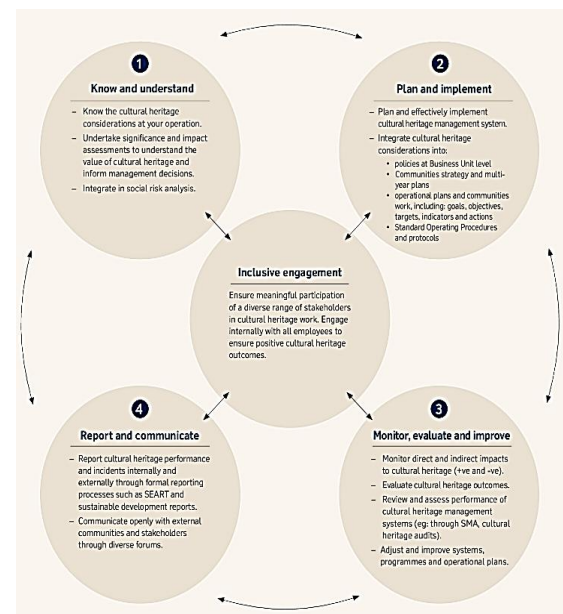 1
Know and understand
– Know the cultural heritage
considerations at your operation.
– Undertake significance and impact
assessments to understand the
value of cultural heritage and
inform management decisions.
– Integrate in social risk analysis.
2
Plan and implement
– Plan and effectively implement
cultural heritage management system.
– Integrate cultural heritage
considerations into:
• policies at Business Unit level
• Communities strategy and multi-
year plans
• operational plans and communities
work, including: goals, objectives,
targets, indicators and actions
• Standard Operating Procedures
and protocols
Inclusive engagement
Ensure meaningful participation
of a diverse range of stakeholders
in cultural heritage work. Engage
internally with all employees to
ensure positive cultural heritage
outcomes.
4
Report and communicate
– Report cultural heritage performance
and incidents internally and
externally through formal reporting
processes such as SEART and
sustainable development reports.
– Communicate openly with external
communities and stakeholders
through diverse forums.
3
Monitor, evaluate and improve
– Monitor direct and indirect impacts
to cultural heritage (+ve and -ve).
– Evaluate cultural heritage outcomes.
– Review and assess performance of
cultural heritage management
systems (eg: through SMA, cultural
heritage audits).
– Adjust and improve systems,
programmes and operational plans.